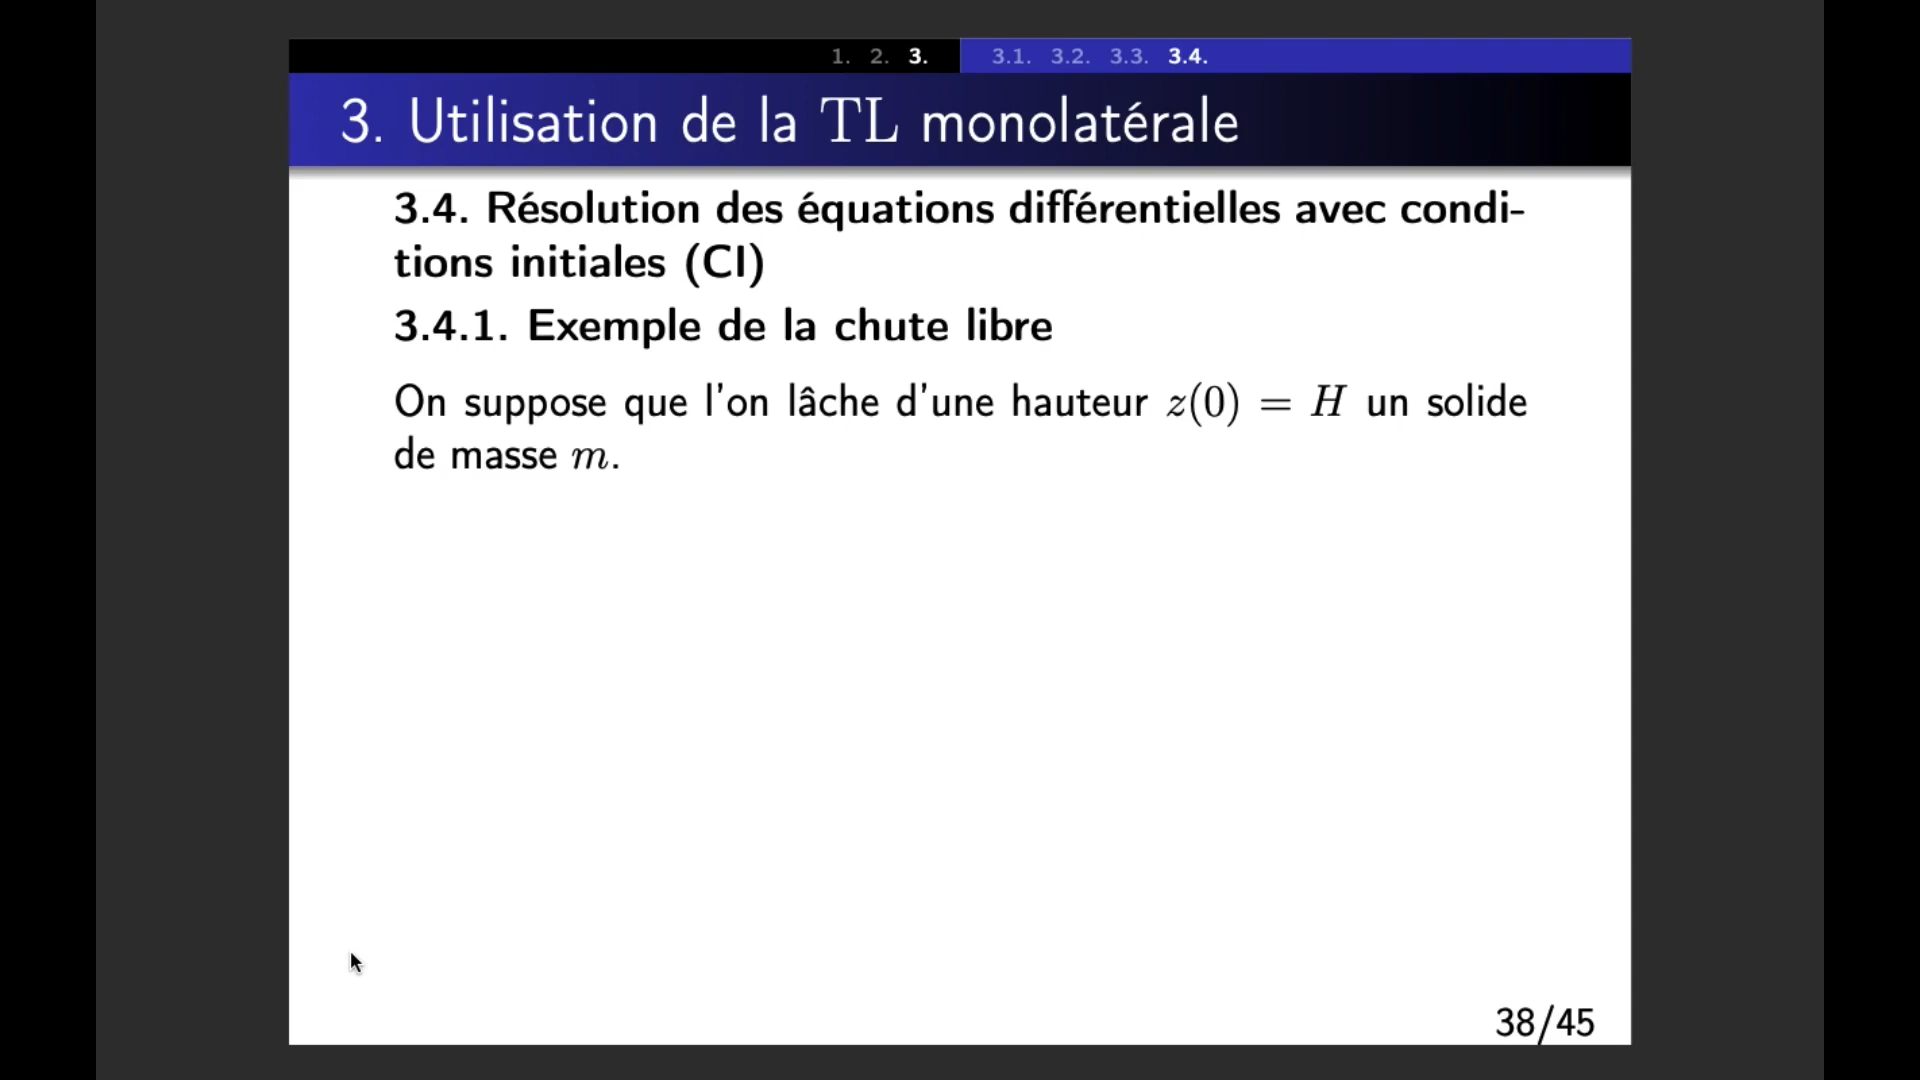 1. 2. 3. 3.1. 3.2. 3.3. 3.4.
3. Utilisation de la TL monolatérale
3.4. Résolution des équations différentielles avec condi-
tions initiales (CI)
3.4.1. Exemple de la chute libre
On suppose que l'on lâche d'une hauteur z(0) = H un solide
de masse m.
38/45